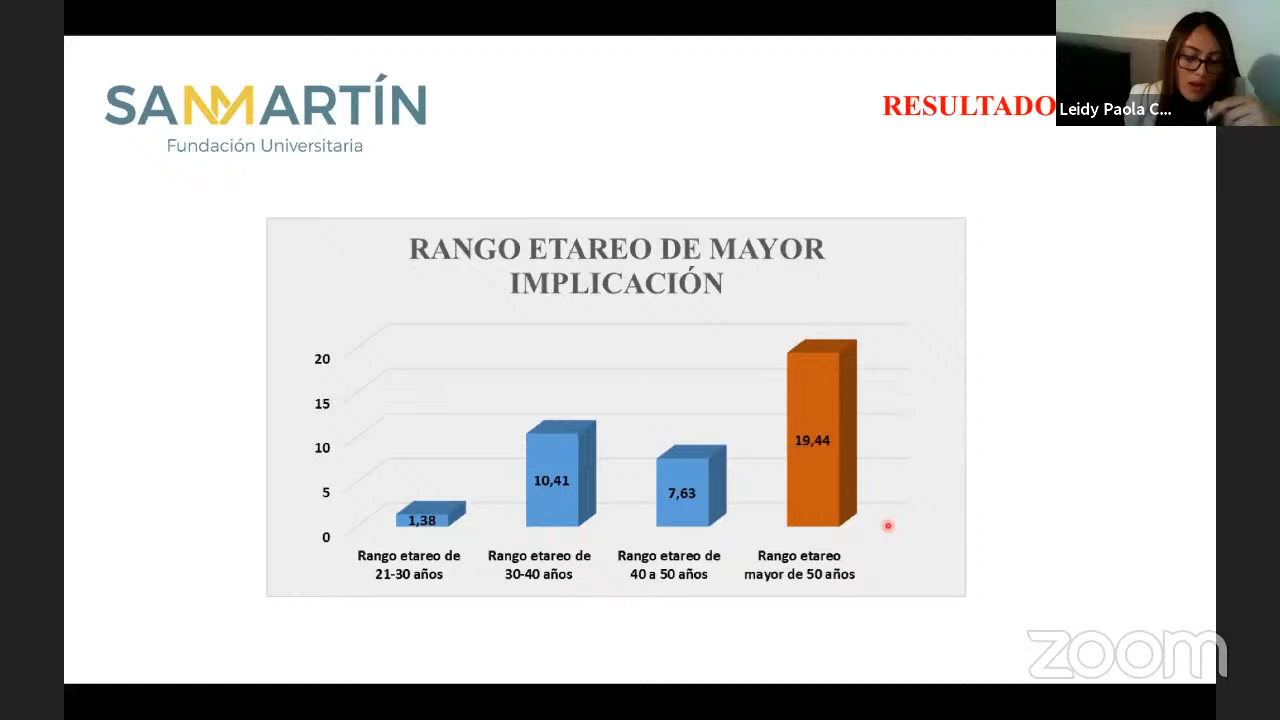 SANMARTÍN
Fundación Universitaria
RESULTADO
Leidy Paola C...
RANGO ETAREO DE MAYOR
IMPLICACIÓN
20
15
10
5
0
1,38
10,41
7,63
19,44
Rango etareo de
21-30 años
Rango etareo de
30-40 años
Rango etareo de
40 a 50 años
Rango etareo
mayor de 50 años
zoom